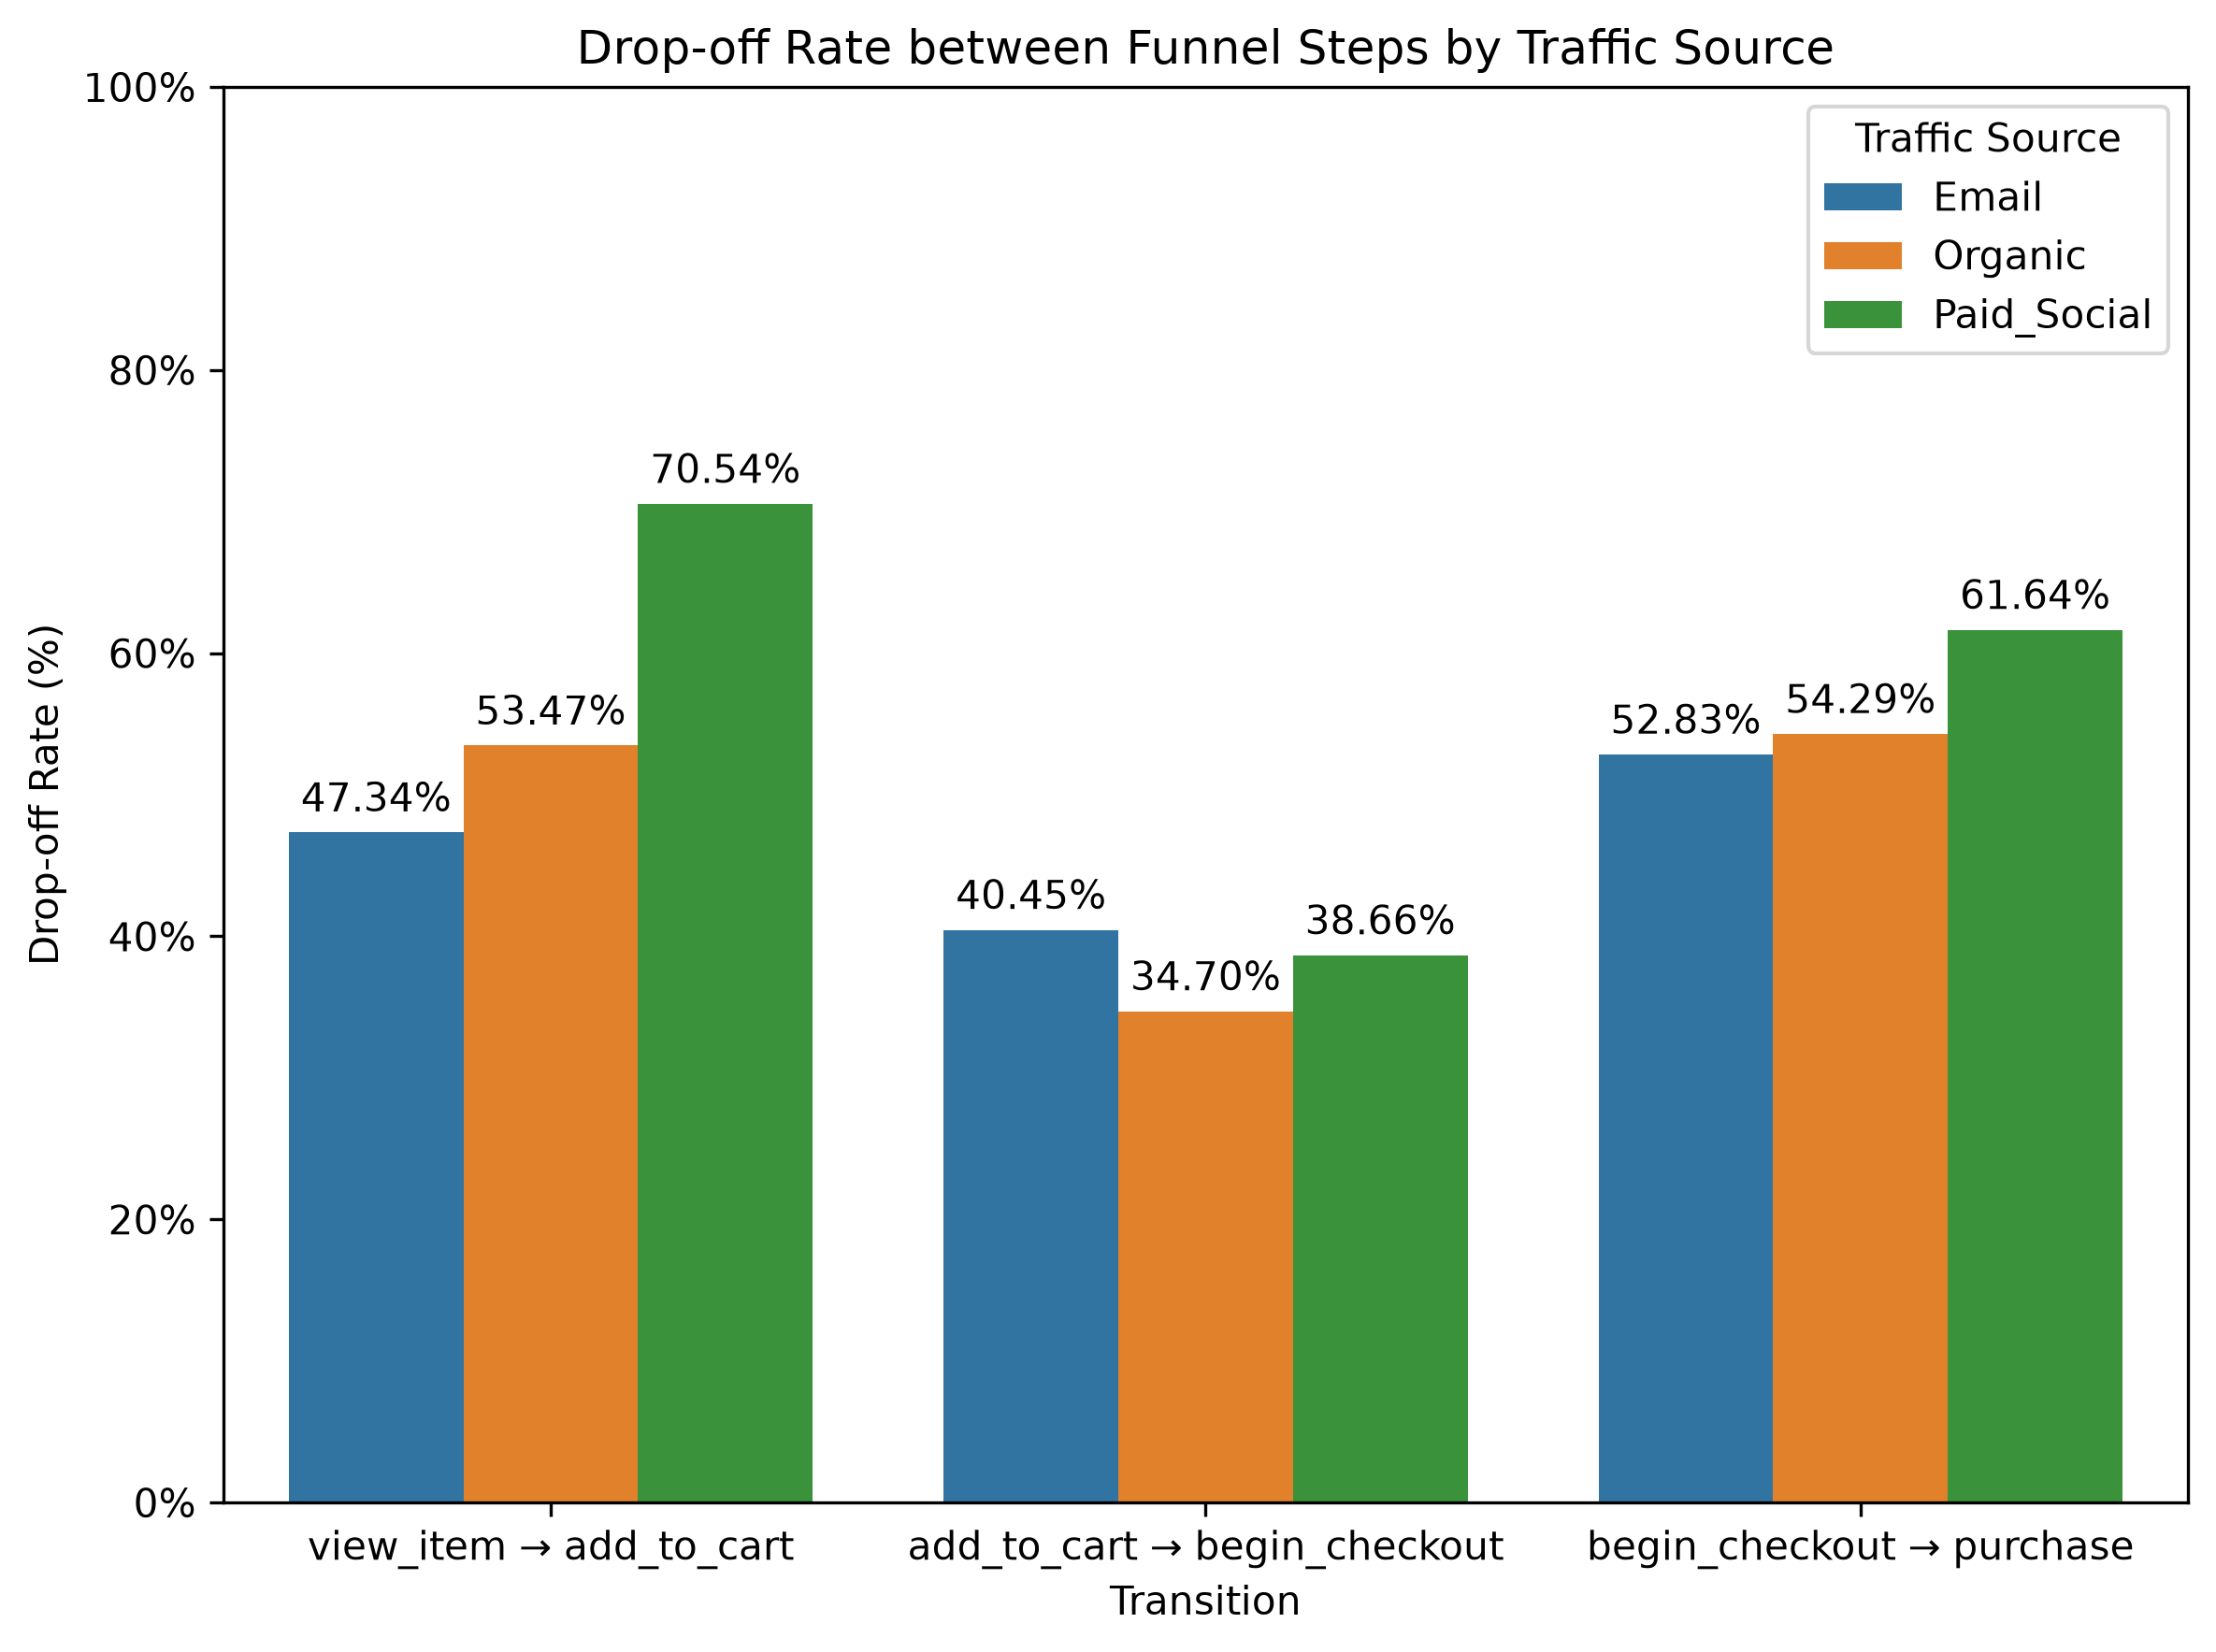 Drop-off Rate between Funnel Steps by Traffic Source
Drop-off Rate (%)
100%
80%
60%
40%
20%
0%
Traffic Source
Email
Organic
Paid_Social
47.34%
53.47%
70.54%
40.45%
34.70%
38.66%
52.83%
54.29%
61.64%
view_item → add_to_cart
add_to_cart → begin_checkout
begin_checkout → purchase
Transition